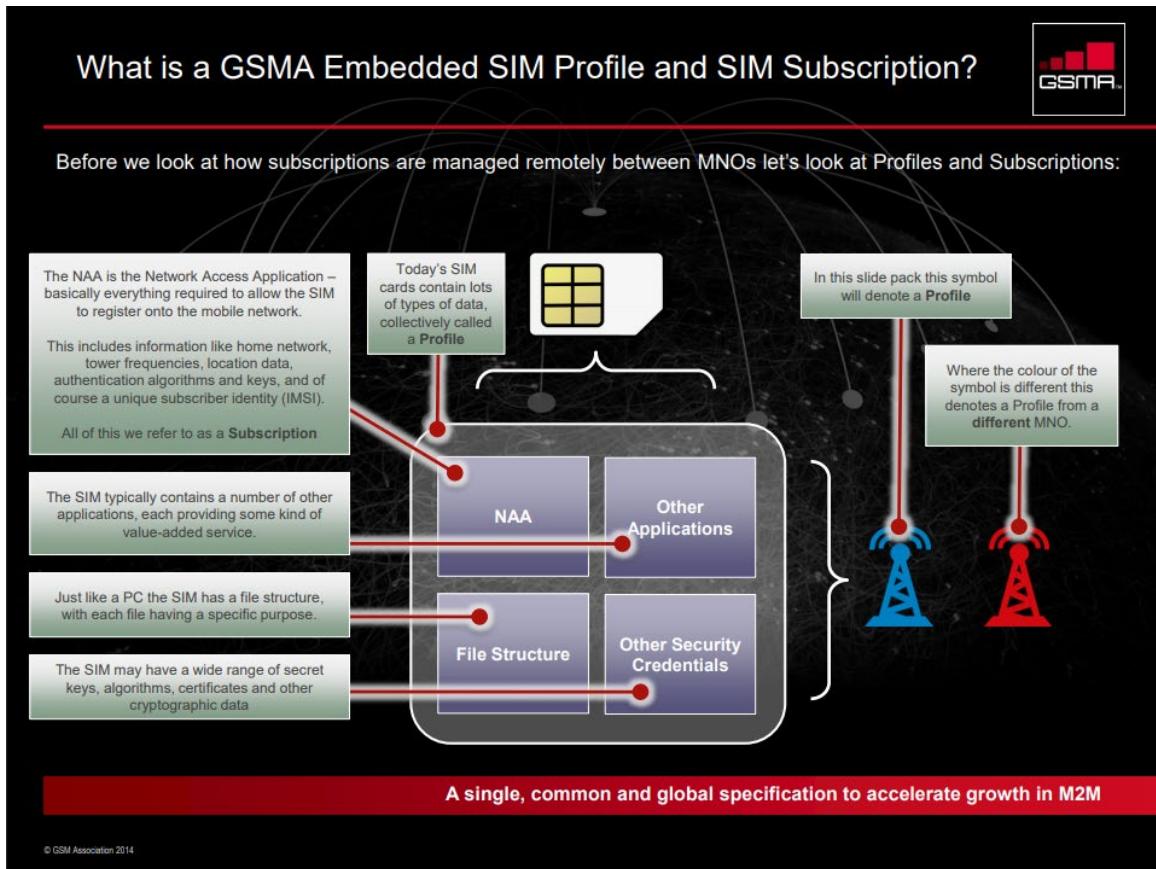 What is a GSMA Embedded SIM Profile and SIM Subscription?
GSMA™
Before we look at how subscriptions are managed remotely between MNOs let's look at Profiles and Subscriptions:
The NAA is the Network Access Application –
basically everything required to allow the SIM
to register onto the mobile network.
This includes information like home network,
tower frequencies, location data,
authentication algorithms and keys, and of
course a unique subscriber identity (IMSI).
All of this we refer to as a Subscription
Today's SIM
cards contain lots
of types of data,
collectively called
a Profile
In this slide pack this symbol
will denote a Profile
Where the colour of the
symbol is different this
denotes a Profile from a
different MNO.
The SIM typically contains a number of other
applications, each providing some kind of
value-added service.
Just like a PC the SIM has a file structure,
with each file having a specific purpose.
The SIM may have a wide range of secret
keys, algorithms, certificates and other
cryptographic data
NAA
Other
Applications
File Structure
Other Security
Credentials
A single, common and global specification to accelerate growth in M2M
© GSM Association 2014